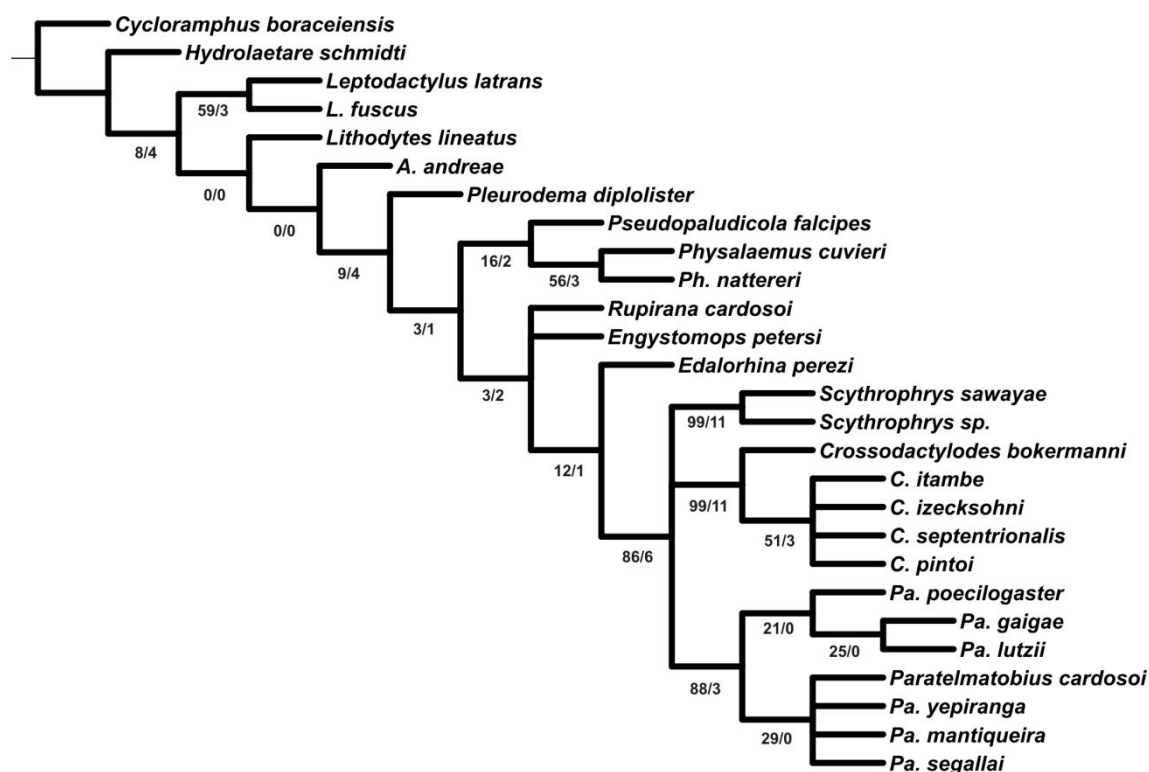 Cycloramphus boraceiensis
Hydrolaetare schmidti
Leptodactylus latrans
59/3
L. fuscus
Lithodytes lineatus
8/4
A. andreae
0/0
Pleurodema diplolister
Pseudopaludicola falcipes
0/0
Physalaemus cuvieri
16/2
9/4
56/3
Ph. nattereri
Rupirana cardosoi
3/1
Engystomops petersi
Edalorhina perezi
3/2
Scythrophrys sawayae
99/11
Scythrophrys sp.
Crossodactylodes bokermanni
12/1
C. itambe
99/11
C. izecksohni
C. septentrionalis
51/3
86/6
C. pintoi
Pa. poecilogaster
21/0
Pa. gaigae
25/0
Pa. lutzii
Paratelmatobius cardosoi
88/3
Pa. yepiranga
Pa. mantiqueira
29/0
Pa. segallai